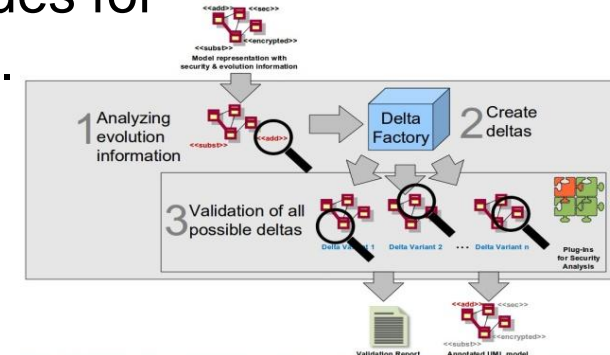 des for
.
<<add>> <<sec>>
<<subst>> <<encrypted>>
Model representation with
security & evolution information
1 Analyzing
evolution
information
<<add>>
<<subst>>
Delta
Factory
2 Create
deltas
3 Validation of all
possible deltas
Delta Variant 1 Delta Variant 2 ... Delta Variant n
Plug-Ins
for Security
Analysis
<<add>> <<sec>>
<<subst>> <<encrypted>>
Validation Report Annotated UML model